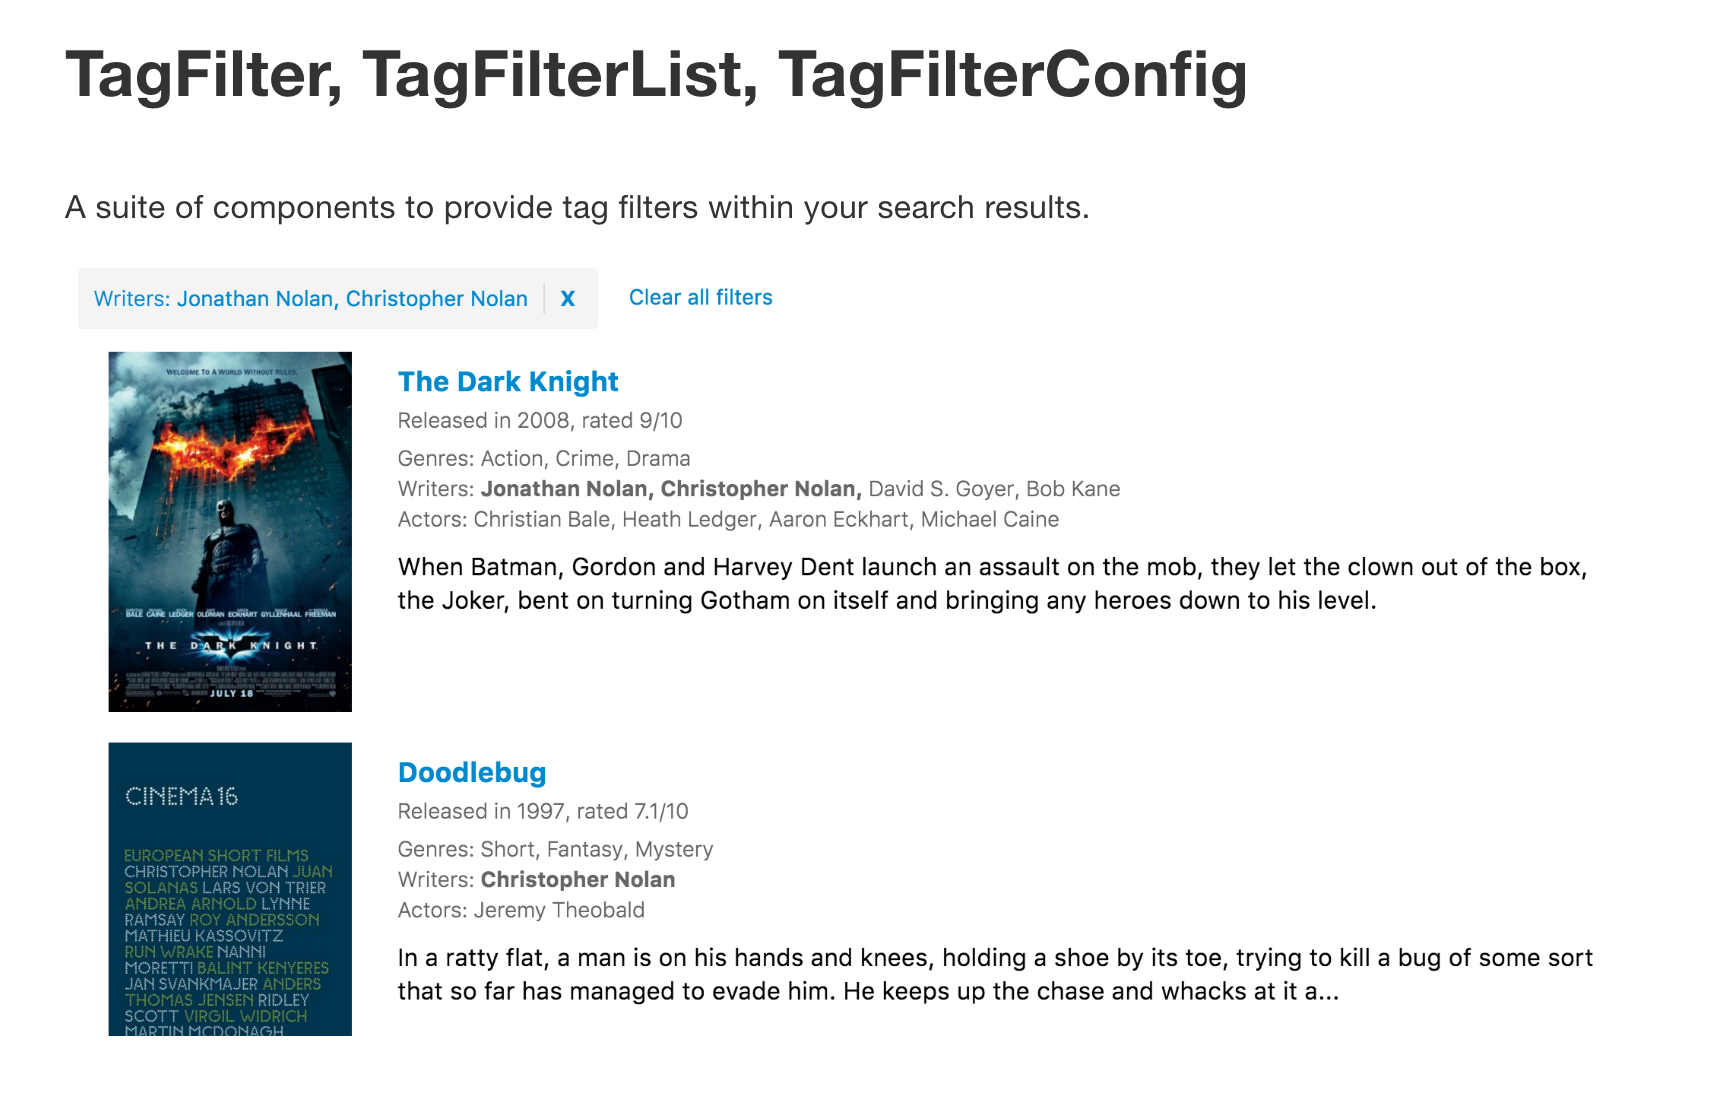 TagFilter, TagFilterList, TagFilterConfig
A suite of components to provide tag filters within your search results.
Writers: Jonathan Nolan, Christopher Nolan X Clear all filters
WELCOME TO A WORLD WITHOUT RULES.
BALE CAINE LEDGER OLDMAN ECKHART GYLLENHAAL FREEMAN
THE DARK KNIGHT
JULY 18
The Dark Knight
Released in 2008, rated 9/10
Genres: Action, Crime, Drama
Writers: Jonathan Nolan, Christopher Nolan, David S. Goyer, Bob Kane
Actors: Christian Bale, Heath Ledger, Aaron Eckhart, Michael Caine
When Batman, Gordon and Harvey Dent launch an assault on the mob, they let the clown out of the box,
the Joker, bent on turning Gotham on itself and bringing any heroes down to his level.
CINEMA16
EUROPEAN SHORT FILMS
CHRISTOPHER NOLAN JUAN
SOLANAS LARS VON TRIER
ANDREA ARNOLD LYNNE
RAMSAY ROY ANDERSSON
MATHIEU KASSOVITZ
RUN WRAKE NANNI
MORETTI BALINT KENYERES
JAN SVANKMAJER ANDERS
THOMAS JENSEN RIDLEY
SCOTT VIRGIL WIDRICH
MARTIN MCDONAGH
Doodlebug
Released in 1997, rated 7.1/10
Genres: Short, Fantasy, Mystery
Writers: Christopher Nolan
Actors: Jeremy Theobald
In a ratty flat, a man is on his hands and knees, holding a shoe by its toe, trying to kill a bug of some sort
that so far has managed to evade him. He keeps up the chase and whacks at it a...